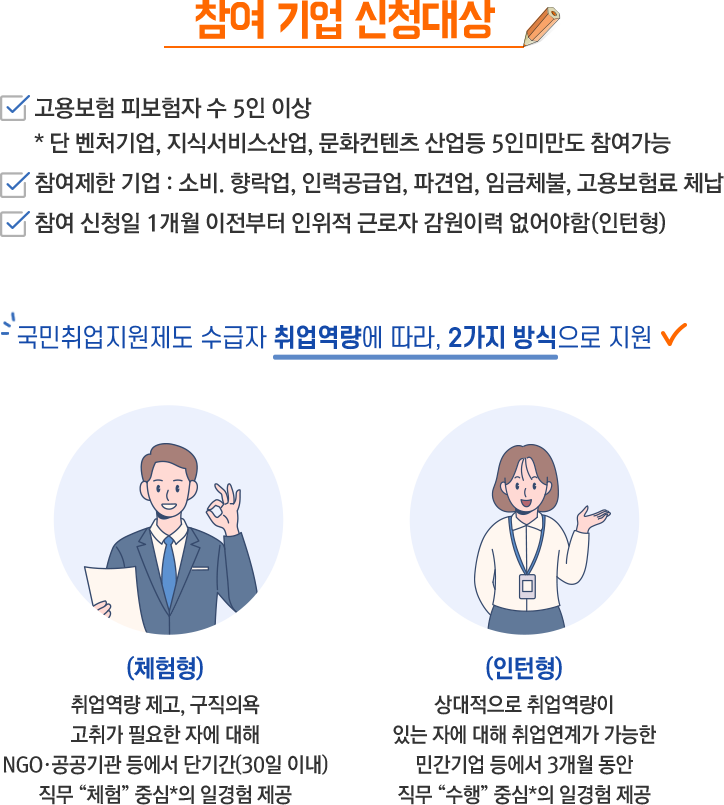 참여 기업 신청대상
고용보험 피보험자 수 5인 이상
* 단 벤처기업, 지식서비스산업, 문화컨텐츠 산업등 5인미만도 참여가능
참여제한 기업 : 소비. 향락업, 인력공급업, 파견업, 임금체불, 고용보험료 체납
참여 신청일 1개월 이전부터 인위적 근로자 감원이력 없어야함(인턴형)
국민취업지원제도 수급자 취업역량에 따라, 2가지 방식으로 지원
(체험형)
취업역량 제고, 구직의욕
고취가 필요한 자에 대해
NGO·공공기관 등에서 단기간(30일 이내)
직무 “체험” 중심*의 일경험 제공
(인턴형)
상대적으로 취업역량이
있는 자에 대해 취업연계가 가능한
민간기업 등에서 3개월 동안
직무 “수행” 중심*의 일경험 제공